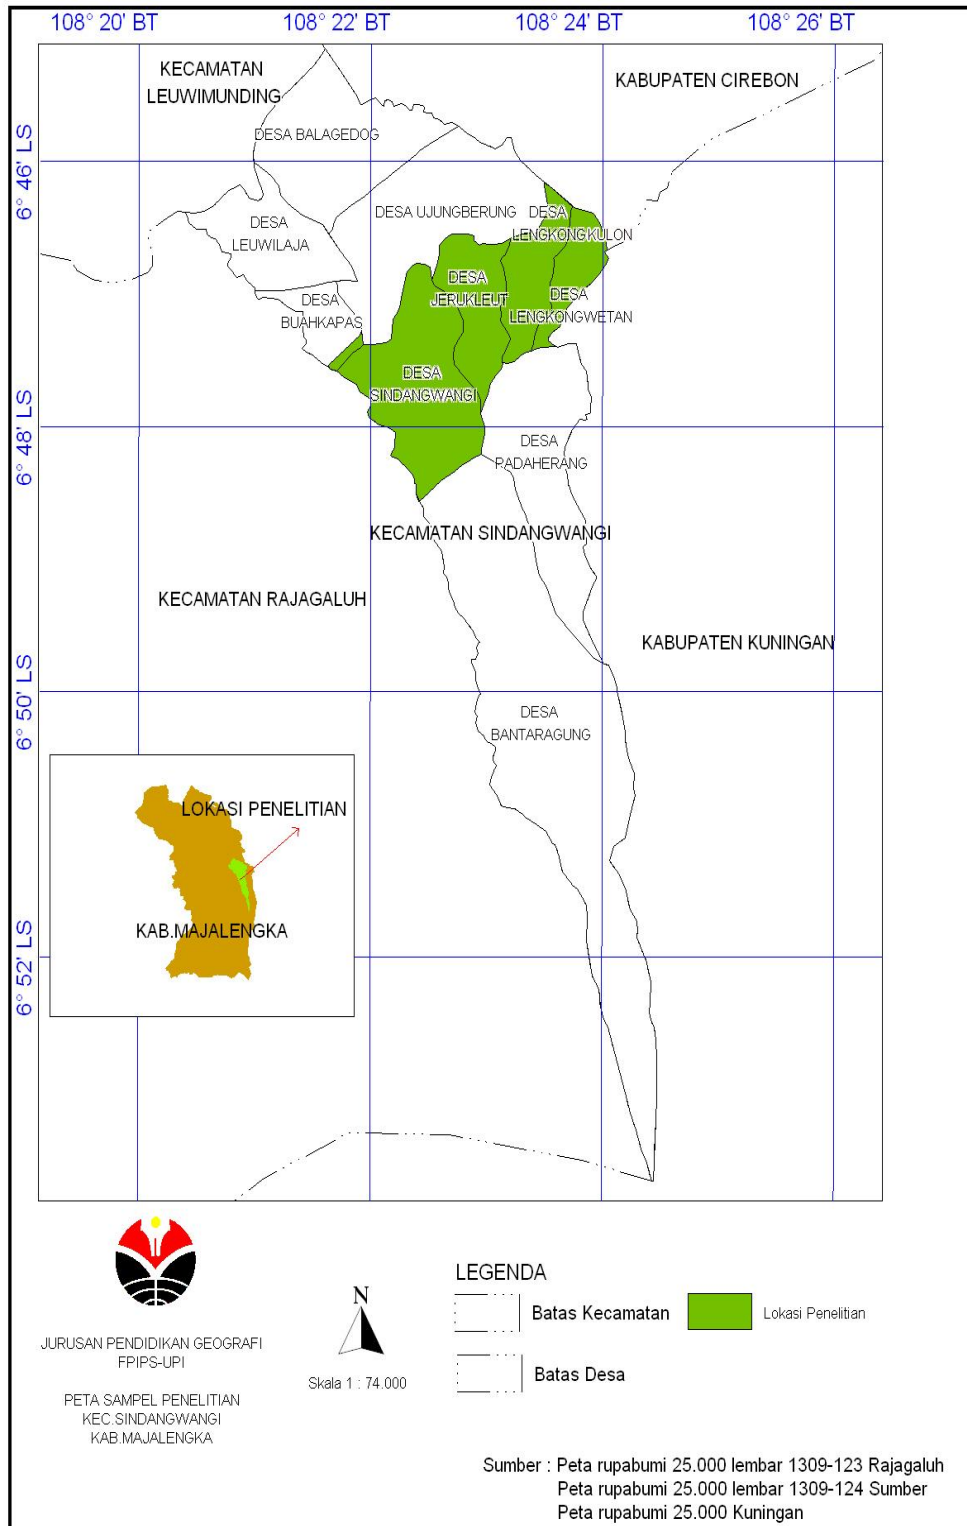 108° 20' BT
108° 22' BT
108° 24' BT
108° 26' BT
KECAMATAN
LEUWIMUNDING
KABUPATEN CIREBON
DESA BALAGEDOG
6° 46' LS
DESA
LEUWILAJA
DESA UJUNGBERUNG
DESA
LENGKONGKULON
DESA
JERUKLEUT
DESA
LENGKONGWETAN
DESA
BUAHKAPAS
DESA
SINDANGWANGI
6° 48' LS
DESA
PADAHERANG
KECAMATAN SINDANGWANGI
KECAMATAN RAJAGALUH
KABUPATEN KUNINGAN
6° 50' LS
DESA
BANTARAGUNG
LOKASI PENELITIAN
KAB.MAJALENGKA
6° 52' LS
JURUSAN PENDIDIKAN GEOGRAFI
FPIPS-UPI
PETA SAMPEL PENELITIAN
KEC.SINDANGWANGI
KAB.MAJALENGKA
N
Skala 1 : 74.000
LEGENDA
Batas Kecamatan
Lokasi Penelitian
Batas Desa
Sumber : Peta rupabumi 25.000 lembar 1309-123 Rajagaluh
Peta rupabumi 25.000 lembar 1309-124 Sumber
Peta rupabumi 25.000 Kuningan